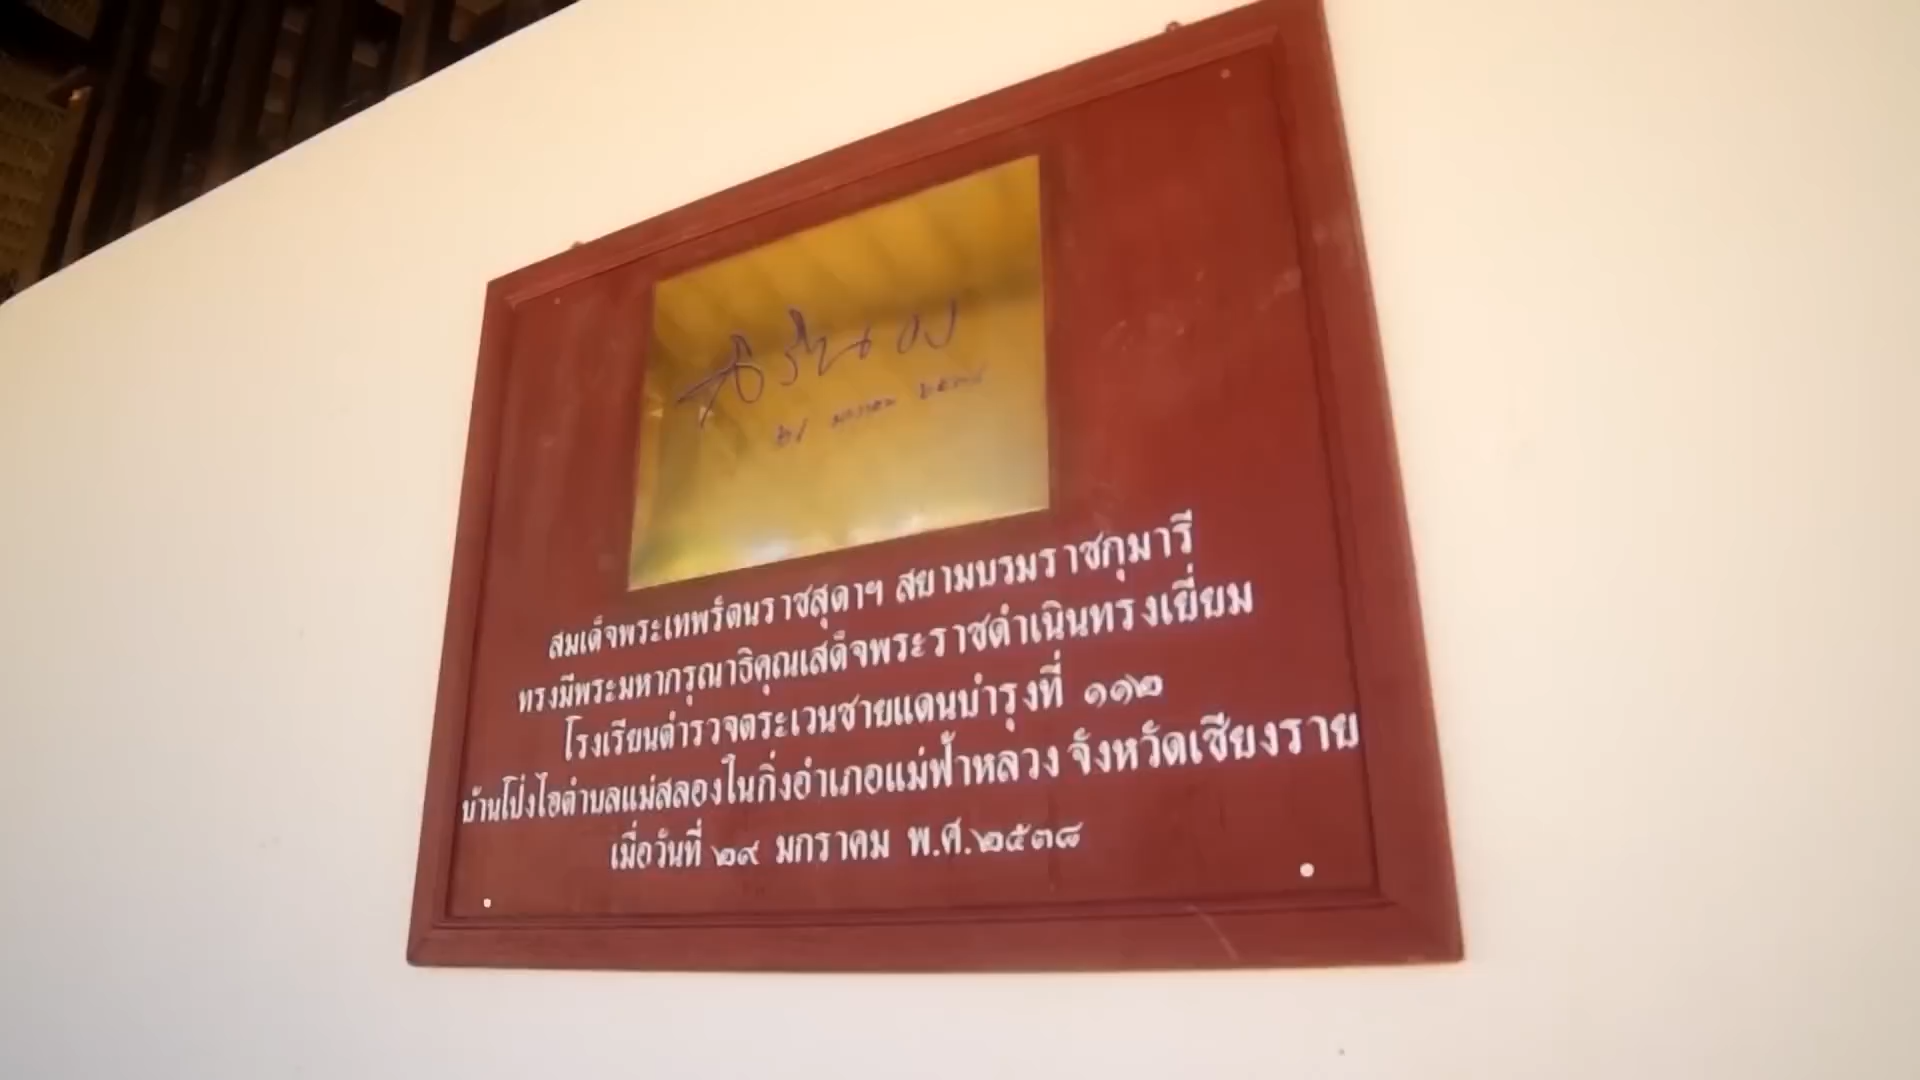 สมเด็จพระเทพรัตนราชสุดาฯ สยามบรมราชกุมารี
ทรงมีพระมหากรุณาธิคุณเสด็จพระราชดำเนินทรงเยี่ยม
โรงเรียนตำรวจตระเวนชายแดนบำรุงที่ ๑๑๒
บ้านโป่งไฮตำบลแม่สลองในกิ่งอำเภอแม่ฟ้าหลวง จังหวัดเชียงราย
เมื่อวันที่ ๒๙ มกราคม พ.ศ.๒๕๓๘